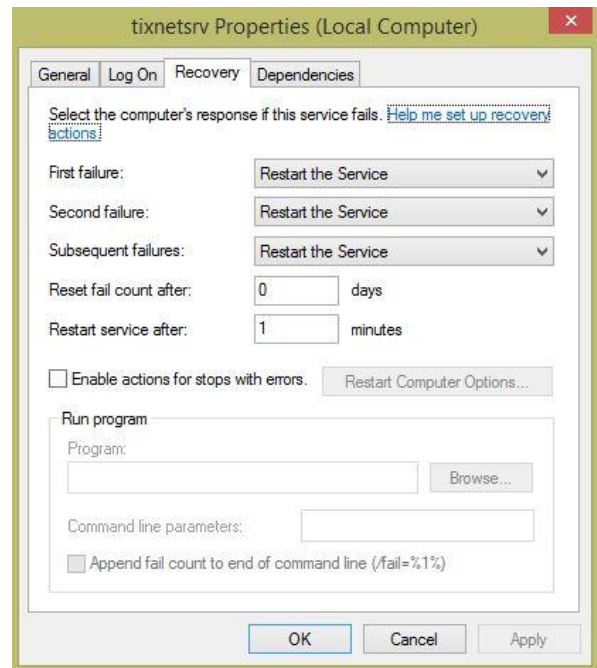 tixnetsrv Properties (Local Computer)
General Log On Recovery Dependencies
Select the computer's response if this service fails. Help me set up recovery
actions.
First failure: Restart the Service
Second failure: Restart the Service
Subsequent failures: Restart the Service
Reset fail count after: 0 days
Restart service after: 1 minutes
Enable actions for stops with errors. Restart Computer Options...
Run program
Program:
Browse...
Command line parameters:
Append fail count to end of command line (/fail=%1%)
OK Cancel Apply